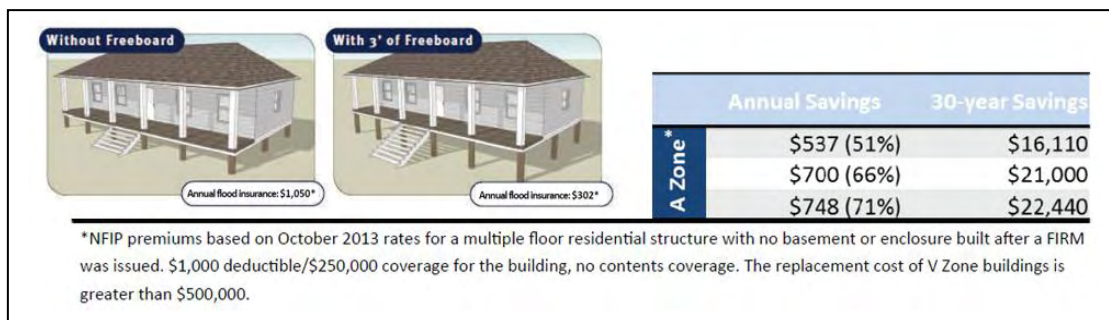 Without Freeboard
With 3' of Freeboard
Annual flood insurance: $1,050*
Annual flood insurance: $302*
Annual Savings 30-year Savings
A Zone*
$537 (51%) $16,110
$700 (66%) $21,000
$748 (71%) $22,440
*NFIP premiums based on October 2013 rates for a multiple floor residential structure with no basement or enclosure built after a FIRM
was issued. $1,000 deductible/$250,000 coverage for the building, no contents coverage. The replacement cost of V Zone buildings is
greater than $500,000.